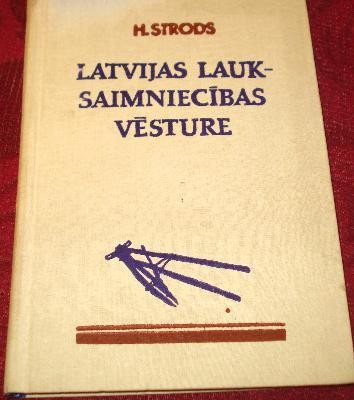 H. STRODS
LATVIJAS LAUK-
SAIMNIECĪBAS
VĒSTURE